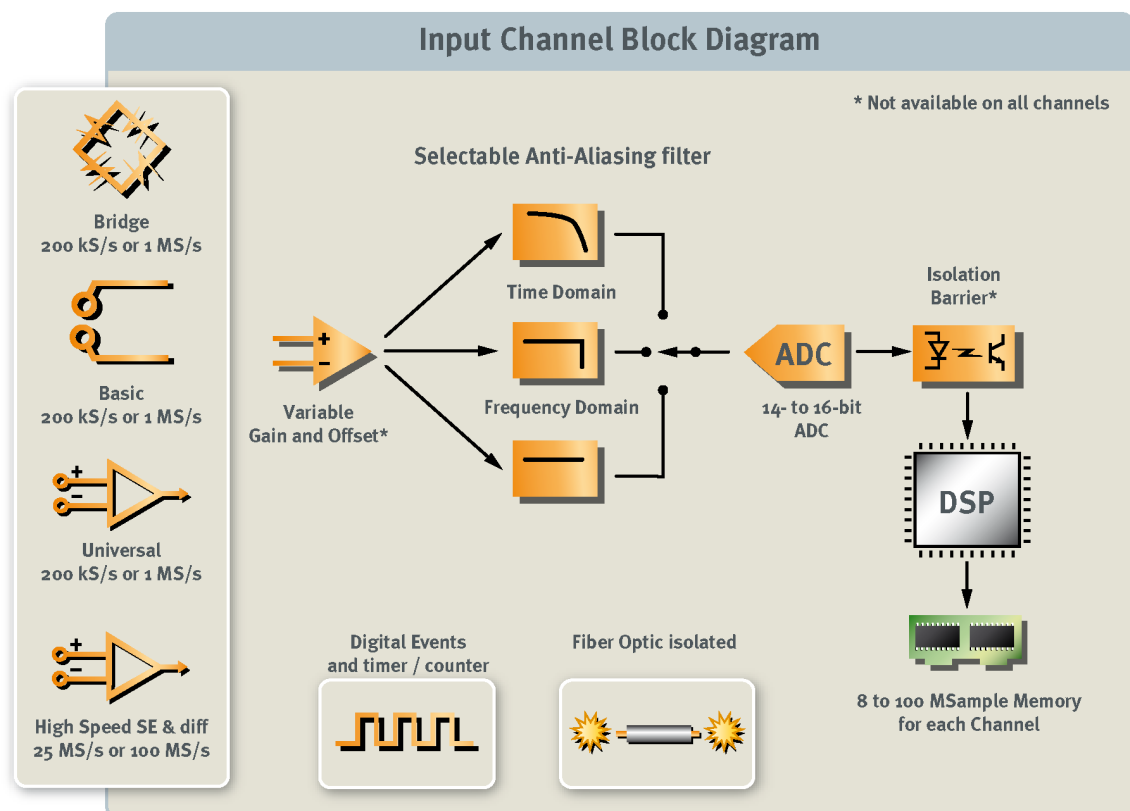 Input Channel Block Diagram
* Not available on all channels
Bridge
200 kS/s or 1 MS/s
Basic
200 kS/s or 1 MS/s
+
−
Universal
200 kS/s or 1 MS/s
+
−
High Speed SE & diff
25 MS/s or 100 MS/s
Selectable Anti-Aliasing filter
+
−
Variable
Gain and Offset*
Time Domain
Frequency Domain
ADC
14- to 16-bit
ADC
Isolation
Barrier*
DSP
8 to 100 MSample Memory
for each Channel
Digital Events
and timer / counter
Fiber Optic isolated